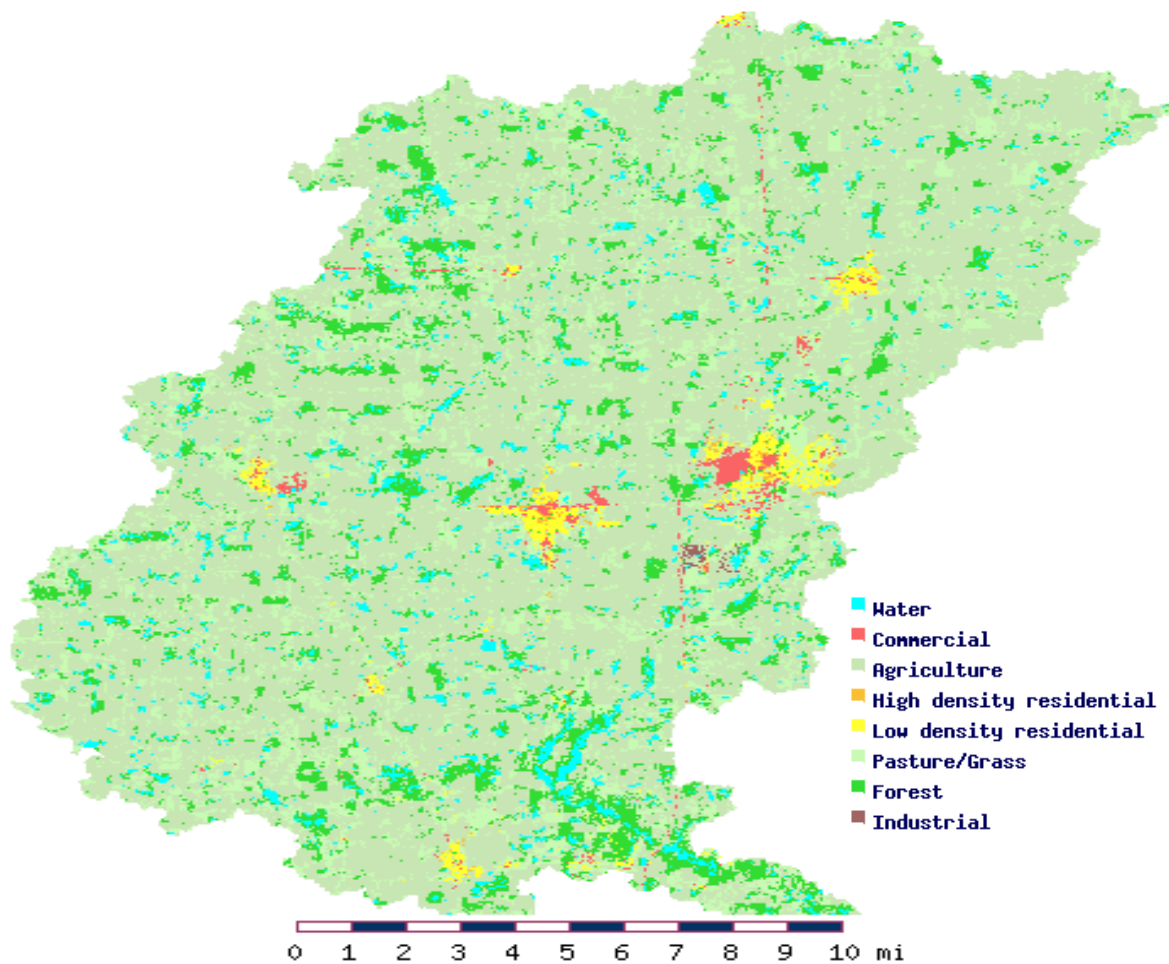 Water
Commercial
Agriculture
High density residential
Low density residential
Pasture/Grass
Forest
Industrial
0 1 2 3 4 5 6 7 8 9 10 mi